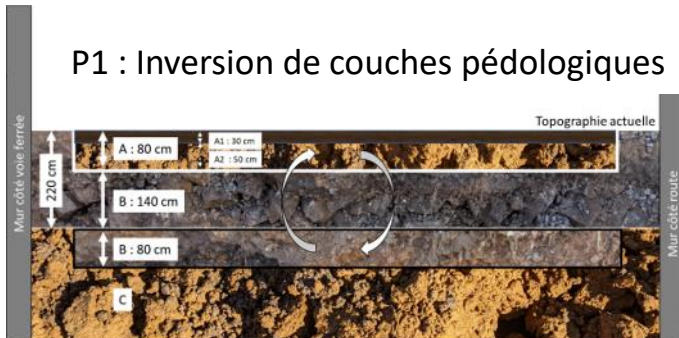 P1 : Inversion de couches pédologiques
Topographie actuelle
Mur côté voie ferrée
220 cm
A : 80 cm
A1 : 30 cm
A2 : 50 cm
B : 140 cm
B : 80 cm
C
Mur côté route